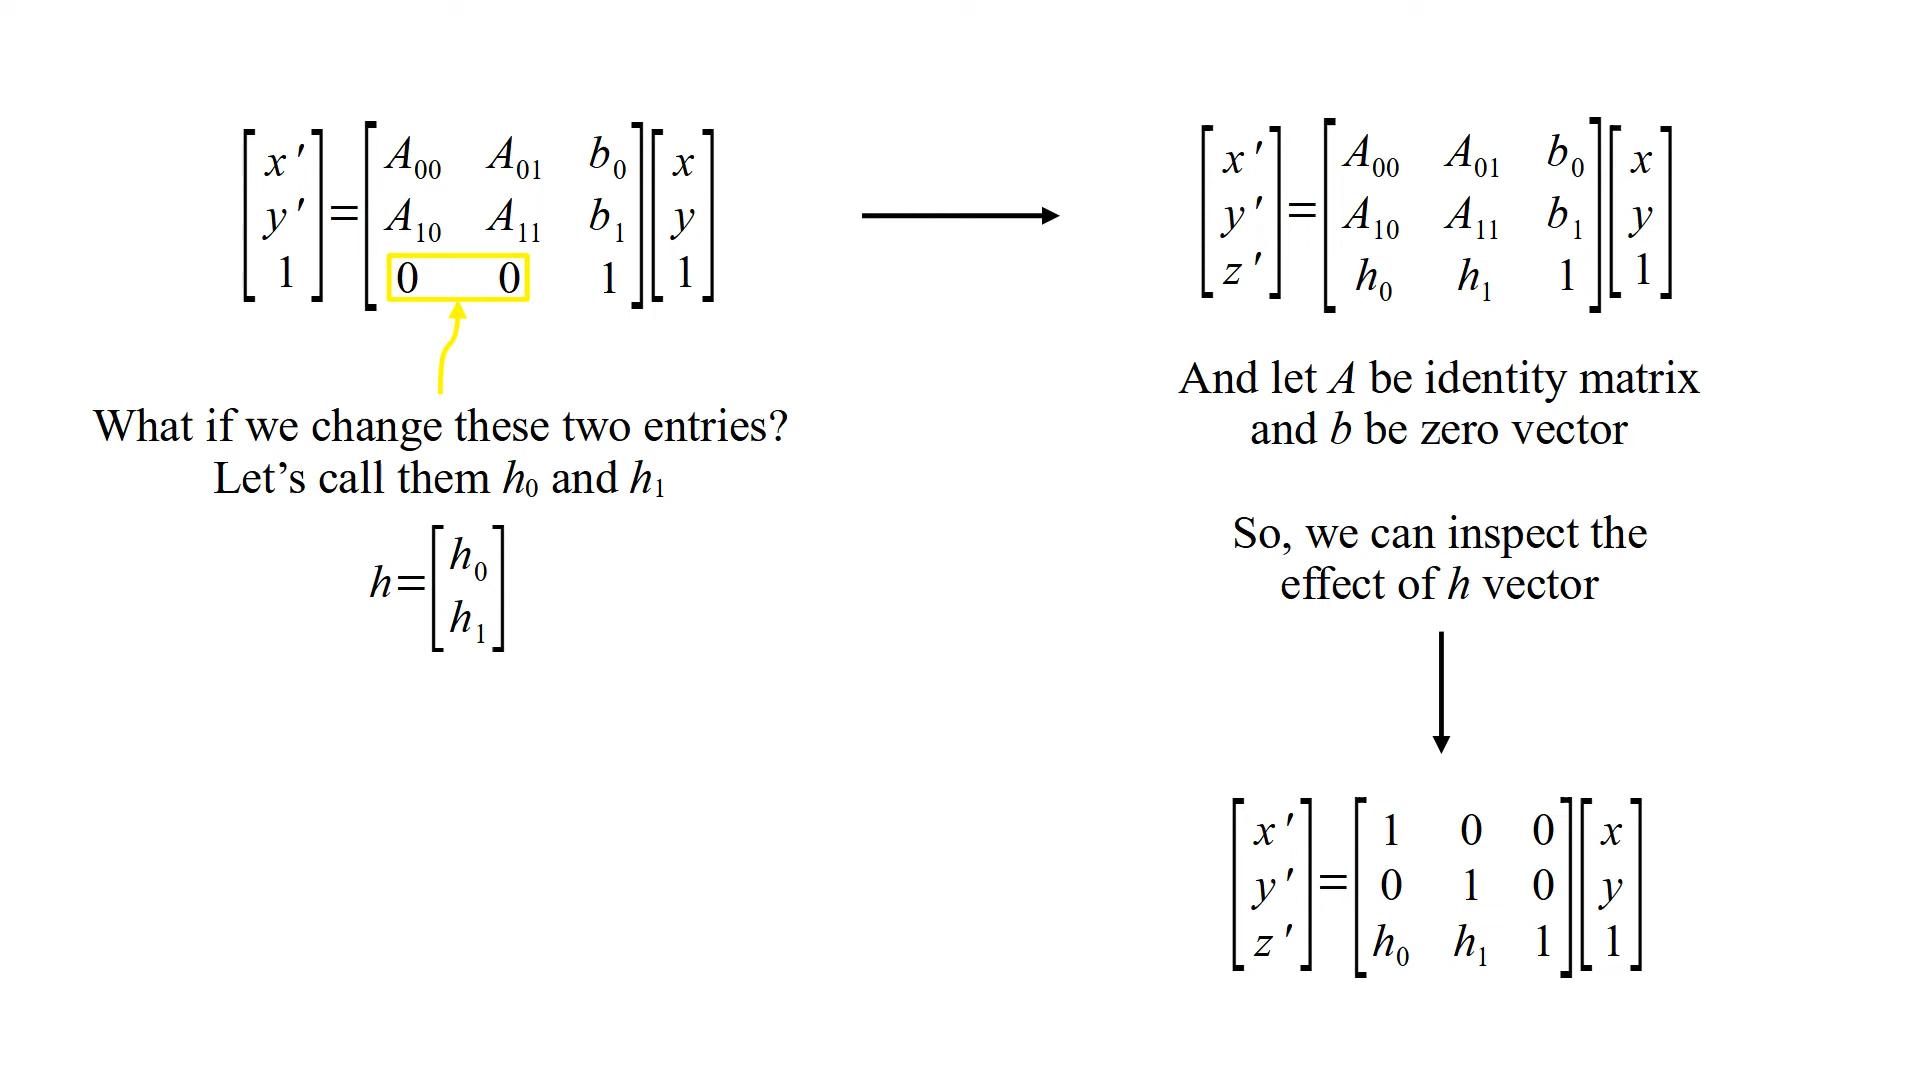 [x′ y′ 1] = [A₀₀ A₀₁ b₀; A₁₀ A₁₁ b₁; 0 0 1] [x y 1]
What if we change these two entries?
Let’s call them h₀ and h₁
h = [h₀ h₁]
[x′ y′ z′] = [A₀₀ A₀₁ b₀; A₁₀ A₁₁ b₁; h₀ h₁ 1] [x y 1]
And let A be identity matrix
and b be zero vector
So, we can inspect the
effect of h vector
[x′ y′ z′] = [1 0 0; 0 1 0; h₀ h₁ 1] [x y 1]